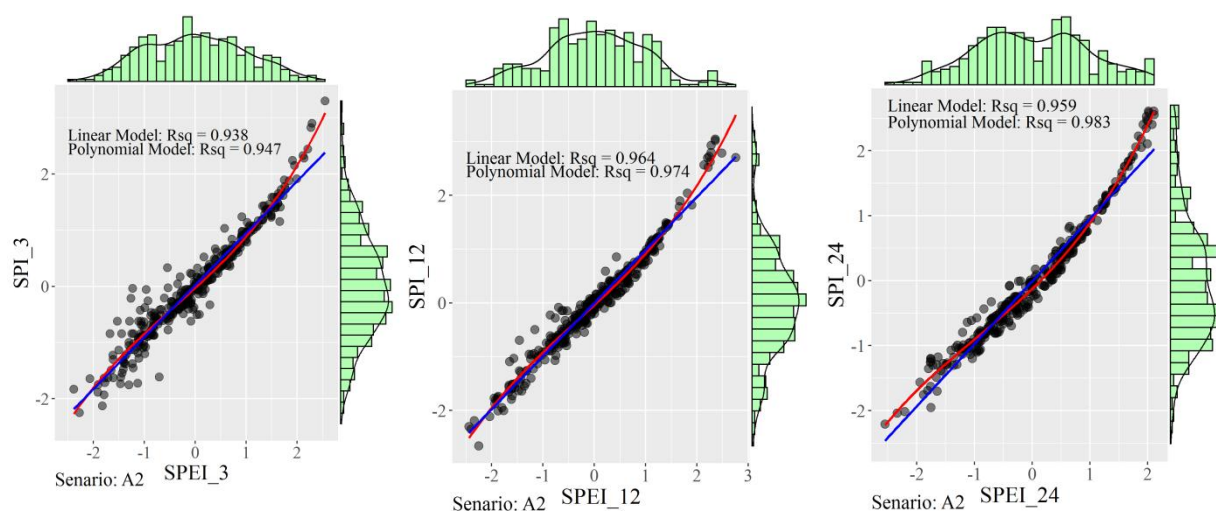 Linear Model: Rsq = 0.938
Polynomial Model: Rsq = 0.947
SPI_3
2
0
-2
-2
-1
0
1
2
SPEI_3
Senario: A2
Linear Model: Rsq = 0.964
Polynomial Model: Rsq = 0.974
SPI_12
2
0
-2
-2
-1
0
1
2
3
SPEI_12
Senario: A2
Linear Model: Rsq = 0.959
Polynomial Model: Rsq = 0.983
SPI_24
2
1
0
-1
-2
-2
-1
0
1
2
SPEI_24
Senario: A2